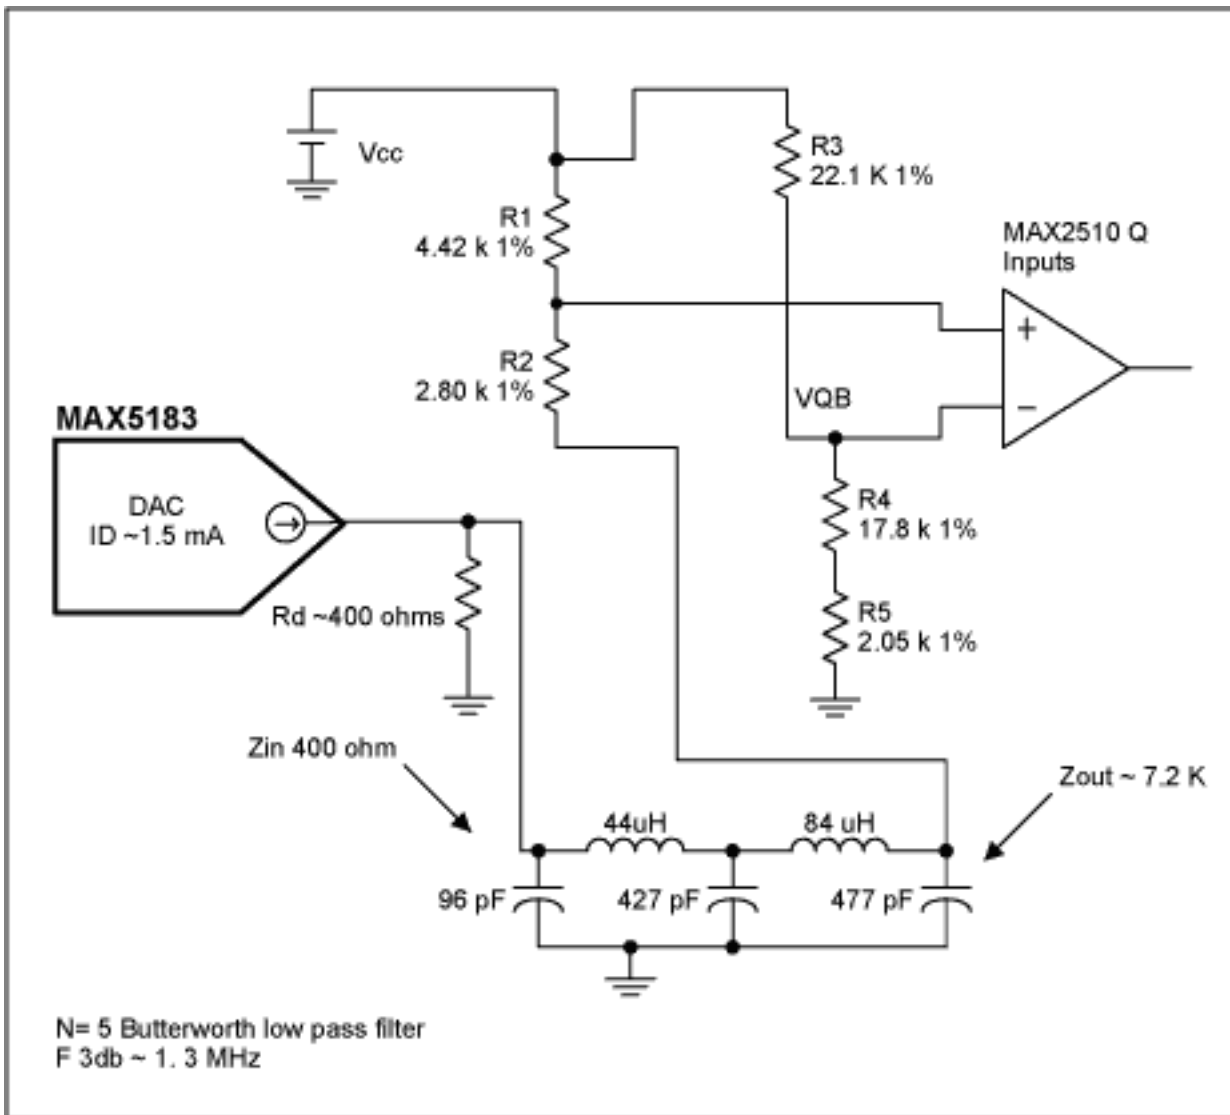 Vcc
R1
4.42 k 1%
R3
22.1 K 1%
MAX2510 Q
Inputs
+
−
R2
2.80 k 1%
VQB
MAX5183
DAC
ID ~1.5 mA
Rd ~400 ohms
R4
17.8 k 1%
R5
2.05 k 1%
Zin 400 ohm
Zout ~ 7.2 K
44uH
84 uH
96 pF
427 pF
477 pF
N= 5 Butterworth low pass filter
F 3db ~ 1. 3 MHz